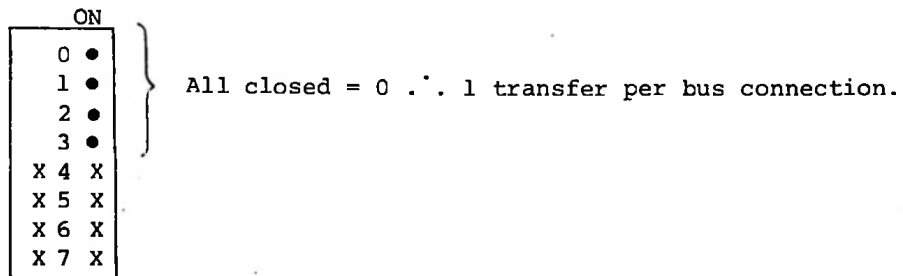 ON
0 ●
1 ● All closed = 0 ∴ 1 transfer per bus connection.
2 ●
3 ●
X 4 X
X 5 X
X 6 X
X 7 X